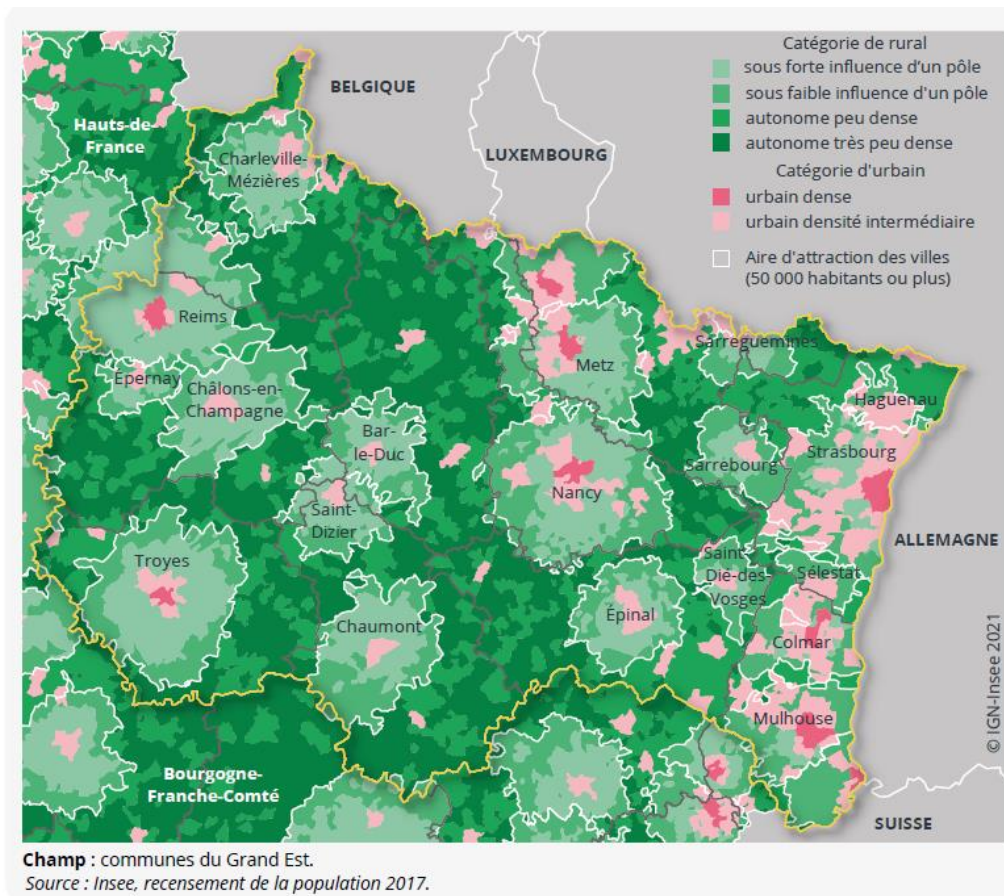 Catégorie de rural
sous forte influence d'un pôle
sous faible influence d'un pôle
autonome peu dense
autonome très peu dense
Catégorie d'urbain
urbain dense
urbain densité intermédiaire
Aire d'attraction des villes
(50 000 habitants ou plus)
BELGIQUE
LUXEMBOURG
Hauts-de-
France
Charleville-
Mézières
Reims
Épernay
Châlons-en-
Champagne
Metz
Sarreguemines
Haguenau
Bar-
le-Duc
Sarrebourg
Strasbourg
Nancy
Saint-
Dizier
ALLEMAGNE
Troyes
Saint-
Dié-des-
Vosges
Sélestat
Épinal
Chaumont
Colmar
Mulhouse
Bourgogne-
Franche-Comté
SUISSE
© IGN-Insee 2021
Champ : communes du Grand Est.
Source : Insee, recensement de la population 2017.